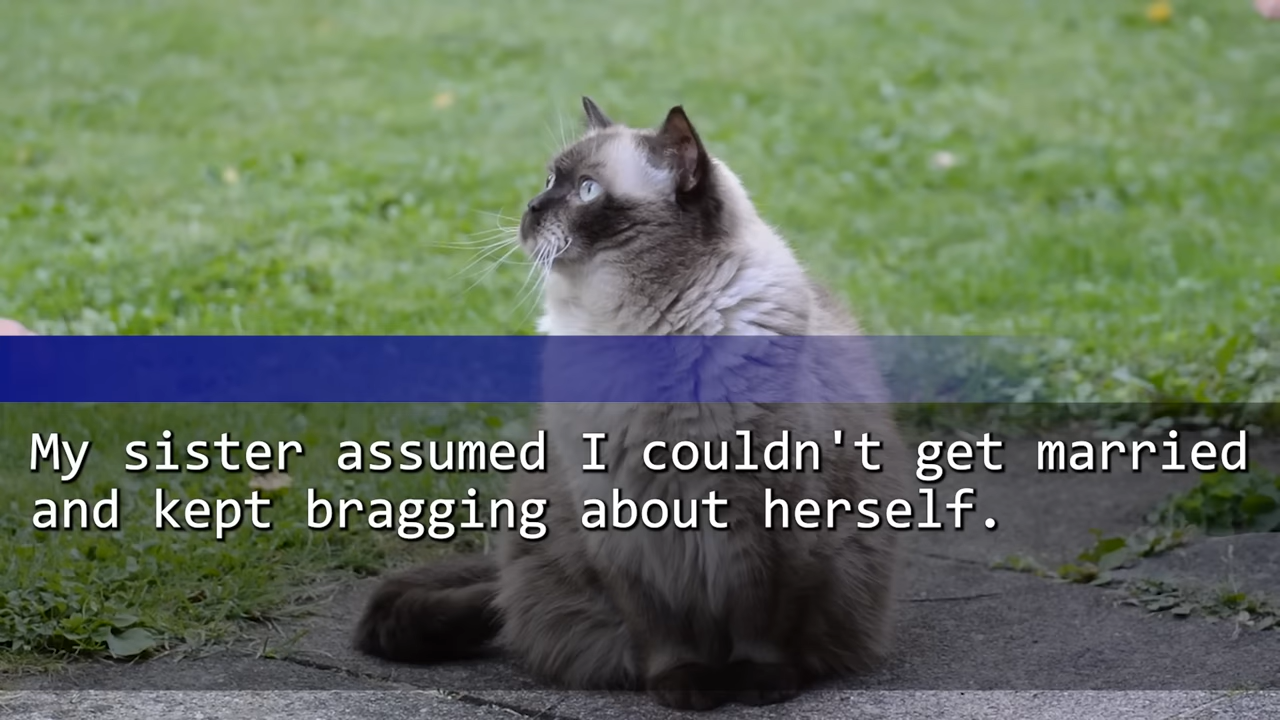 My sister assumed I couldn't get married
and kept bragging about herself.